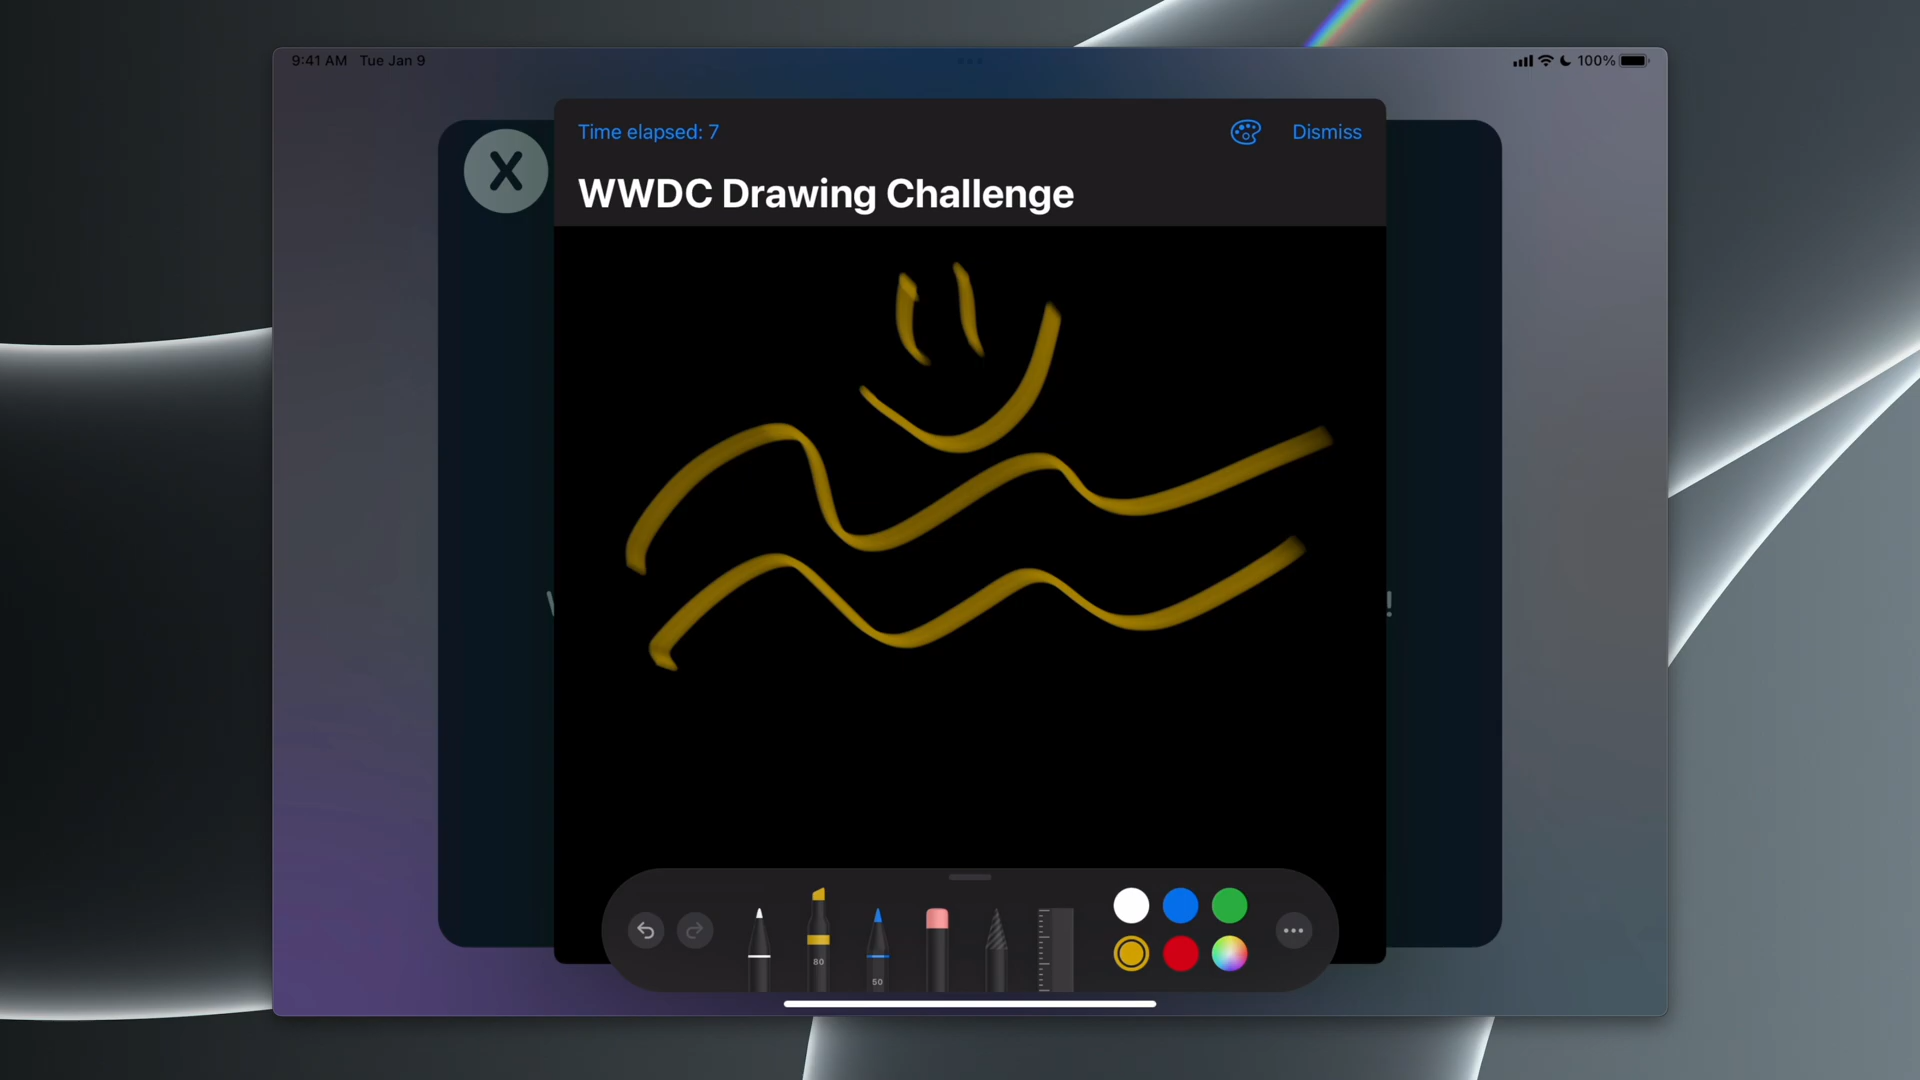 9:41 AM Tue Jan 9
100%
X
Time elapsed: 7
Dismiss
WWDC Drawing Challenge
!
80
50